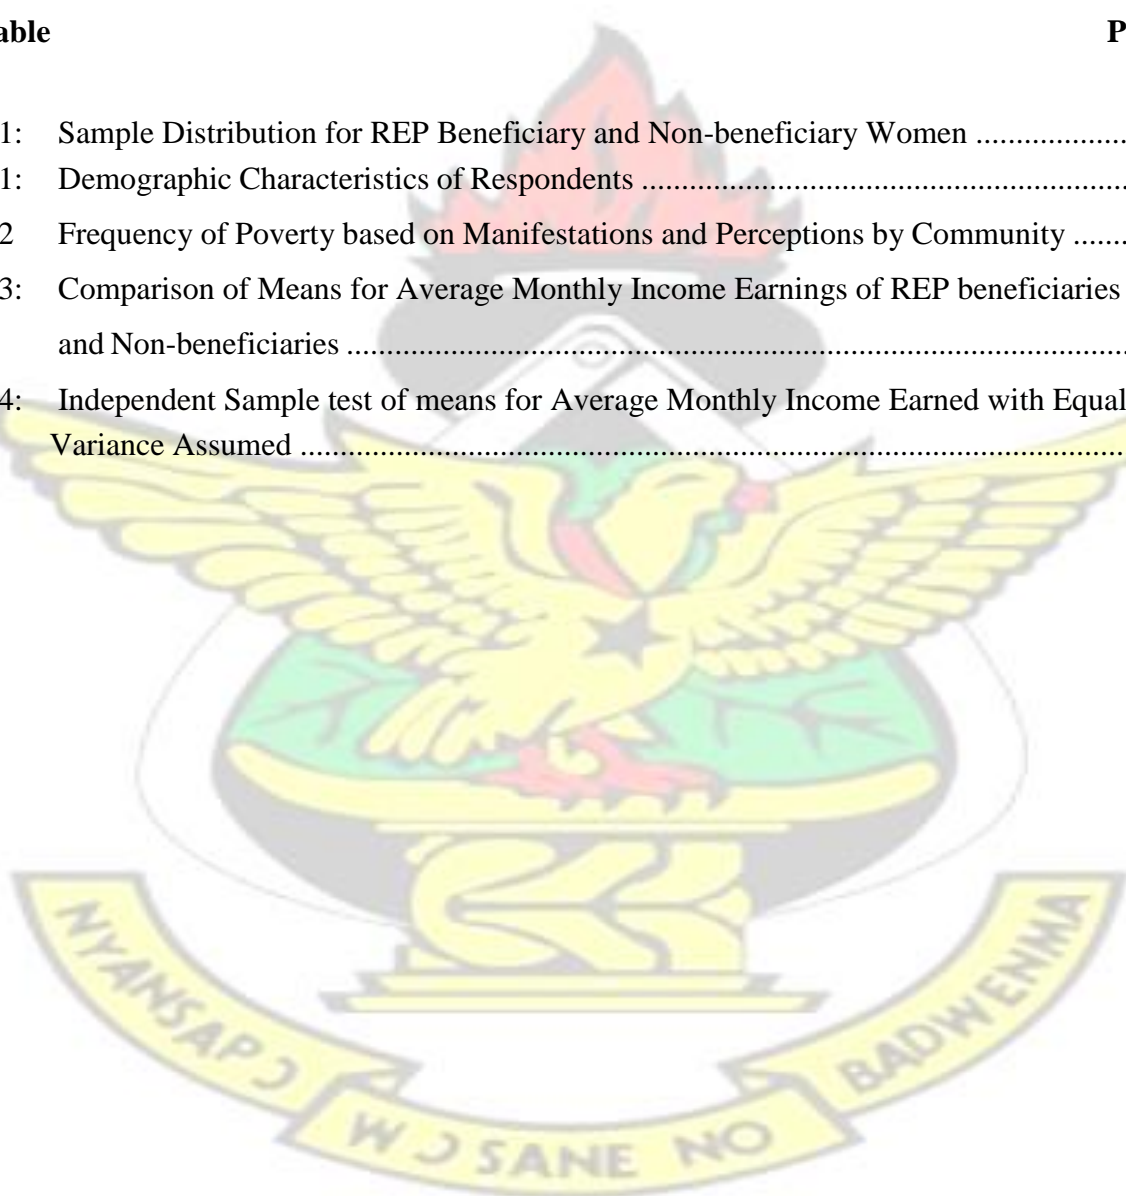 able P
1: Sample Distribution for REP Beneficiary and Non-beneficiary Women ...................
1: Demographic Characteristics of Respondents .............................................................
2 Frequency of Poverty based on Manifestations and Perceptions by Community .......
3: Comparison of Means for Average Monthly Income Earnings of REP beneficiaries
and Non-beneficiaries ..................................................................................................
4: Independent Sample test of means for Average Monthly Income Earned with Equal
Variance Assumed .......................................................................................................
NYANSAPƆ WƆSANE NO BADWENMA